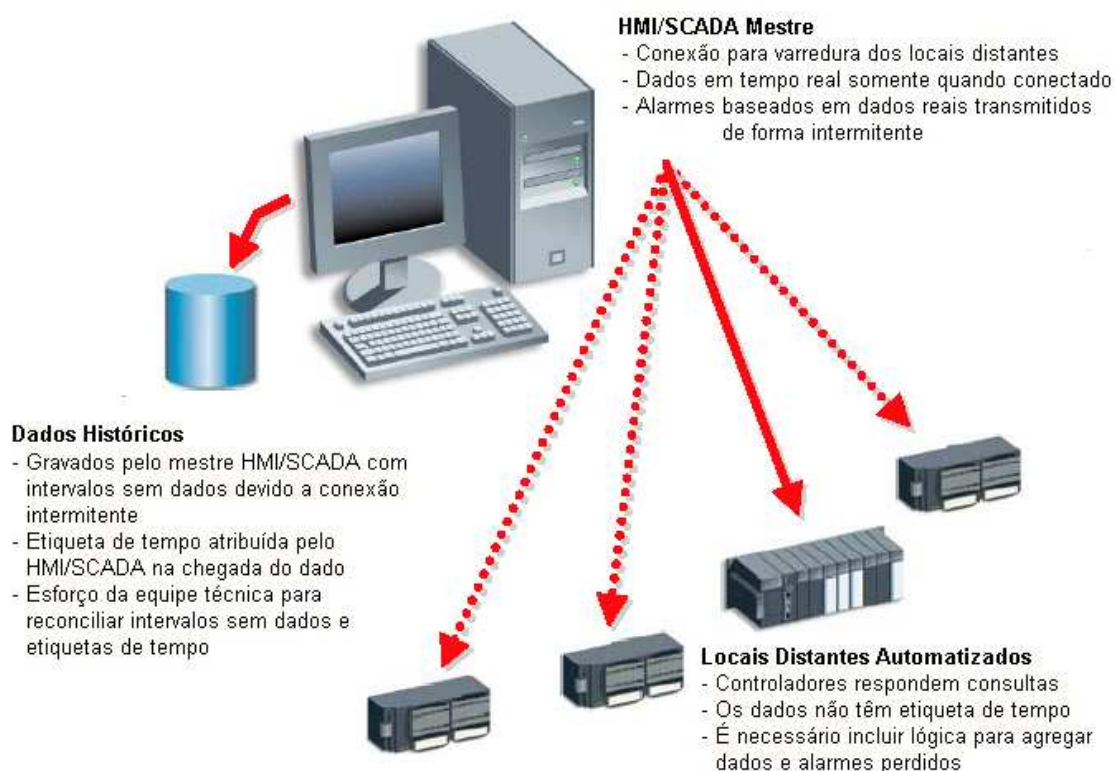 HMI/SCADA Mestre
- Conexão para varredura dos locais distantes
- Dados em tempo real somente quando conectado
- Alarmes baseados em dados reais transmitidos
de forma intermitente
Dados Históricos
- Gravados pelo mestre HMI/SCADA com
intervalos sem dados devido a conexão
intermitente
- Etiqueta de tempo atribuída pelo
HMI/SCADA na chegada do dado
- Esforço da equipe técnica para
reconciliar intervalos sem dados e
etiquetas de tempo
Locais Distantes Automatizados
- Controladores respondem consultas
- Os dados não têm etiqueta de tempo
- É necessário incluir lógica para agregar
dados e alarmes perdidos